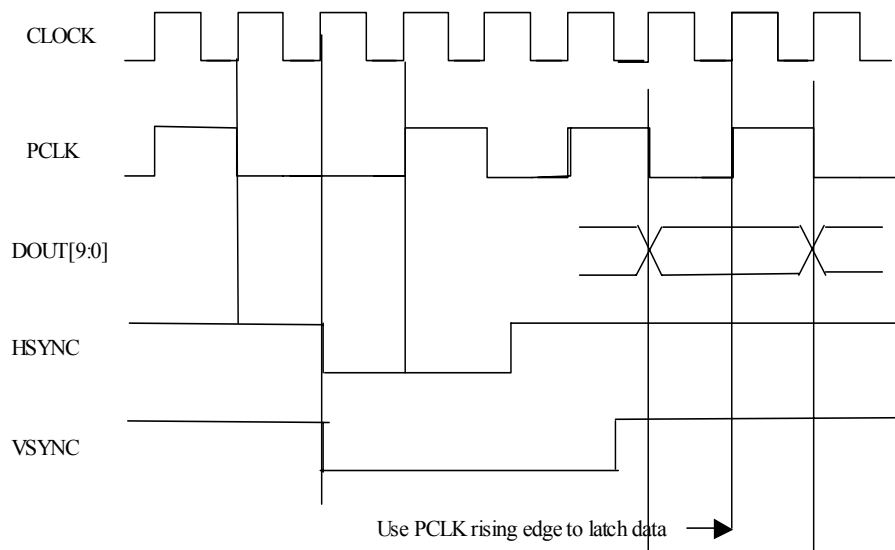 CLOCK
PCLK
DOUT[9:0]
HSYNC
VSYNC
Use PCLK rising edge to latch data